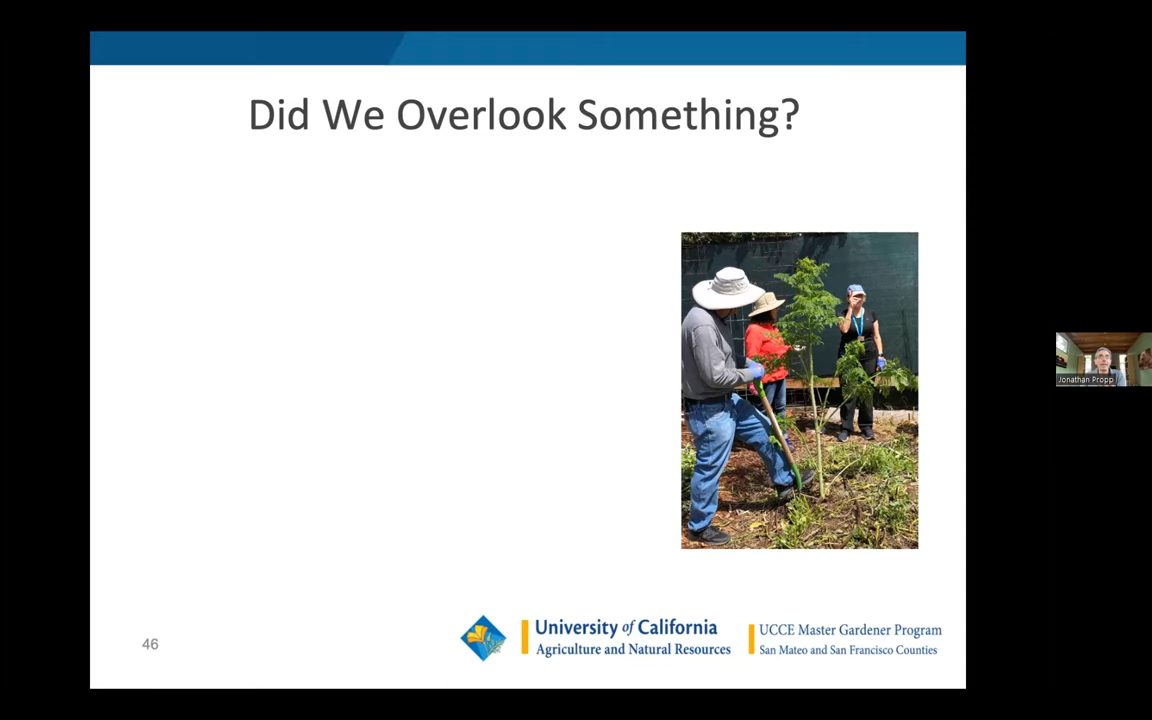 Did We Overlook Something?
Jonathan Propp
46
University of California
Agriculture and Natural Resources
UCCE Master Gardener Program
San Mateo and San Francisco Counties